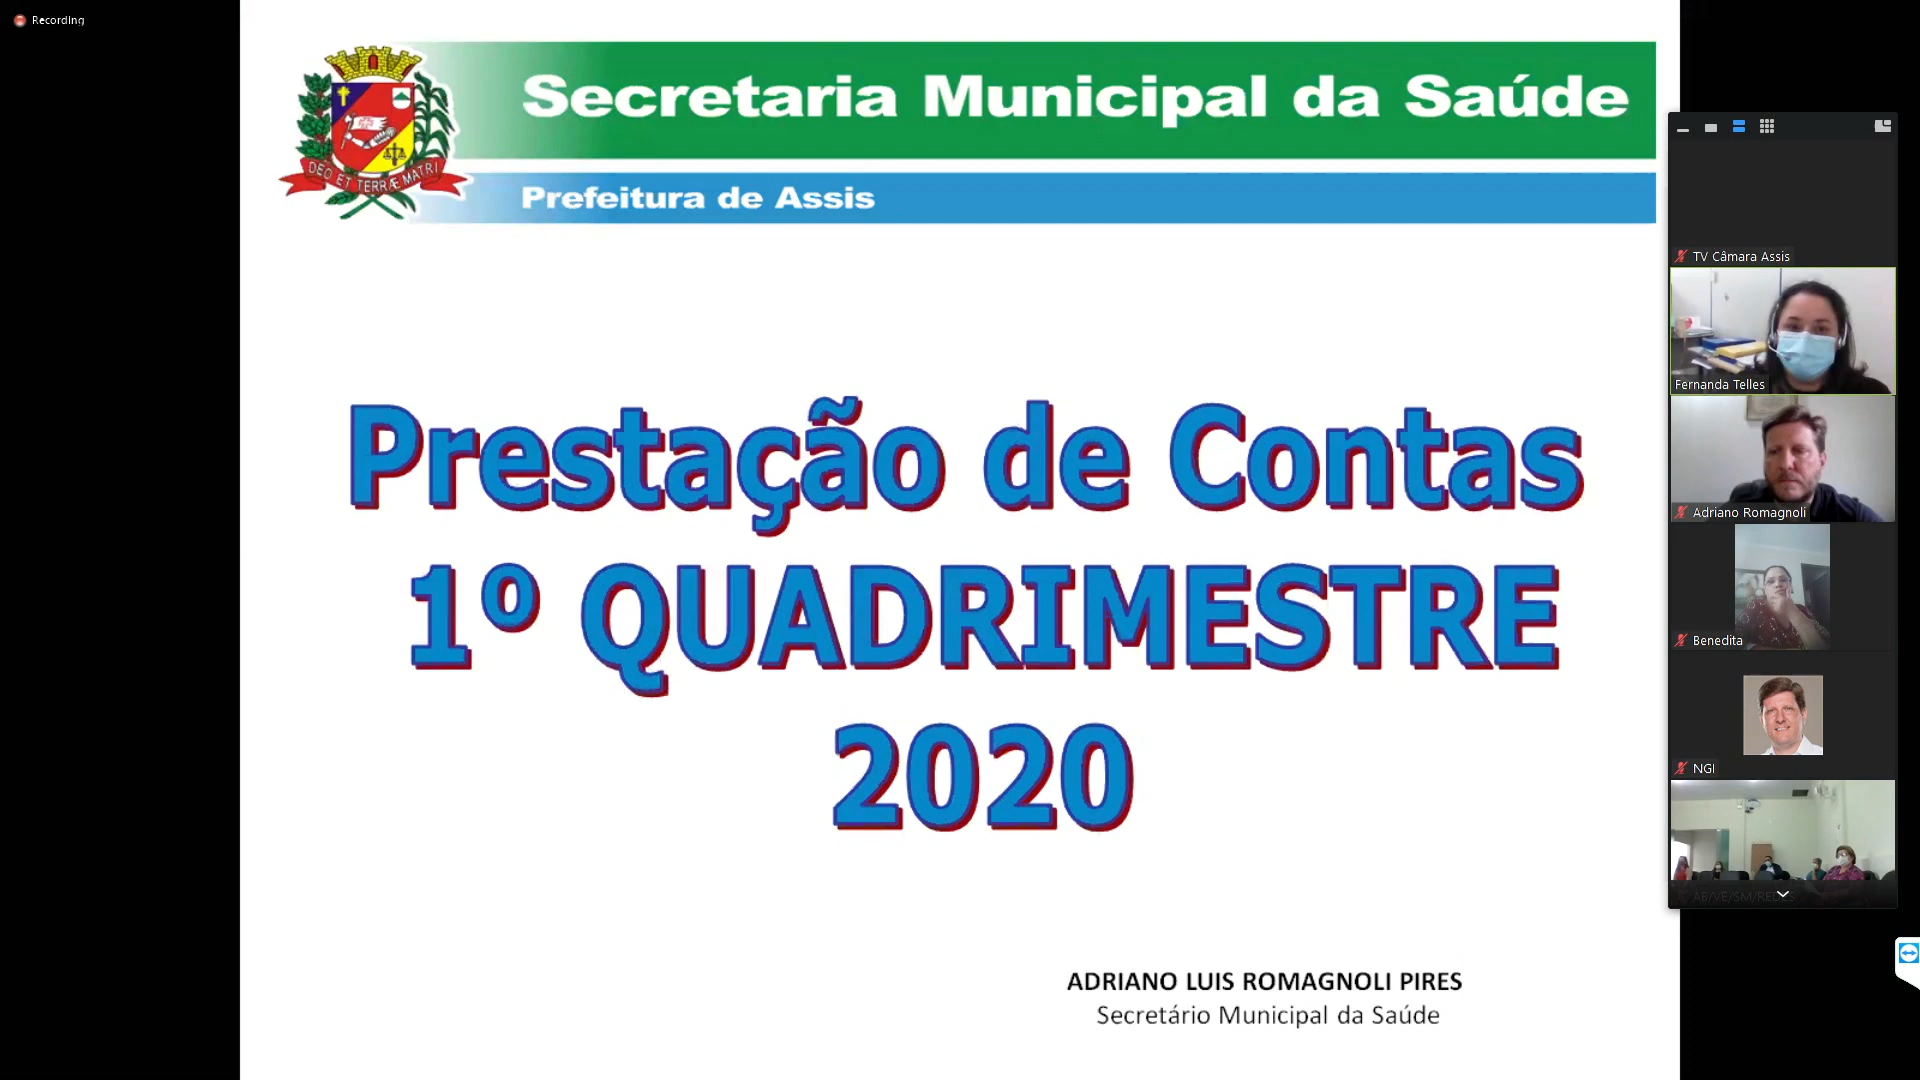 Recording
Secretaria Municipal da Saúde
Prefeitura de Assis
DEO ET TERRÆ MATRI
Prestação de Contas
1º QUADRIMESTRE
2020
ADRIANO LUIS ROMAGNOLI PIRES
Secretário Municipal da Saúde
TV Câmara Assis
Fernanda Telles
Adriano Romagnoli
Benedita
NGI